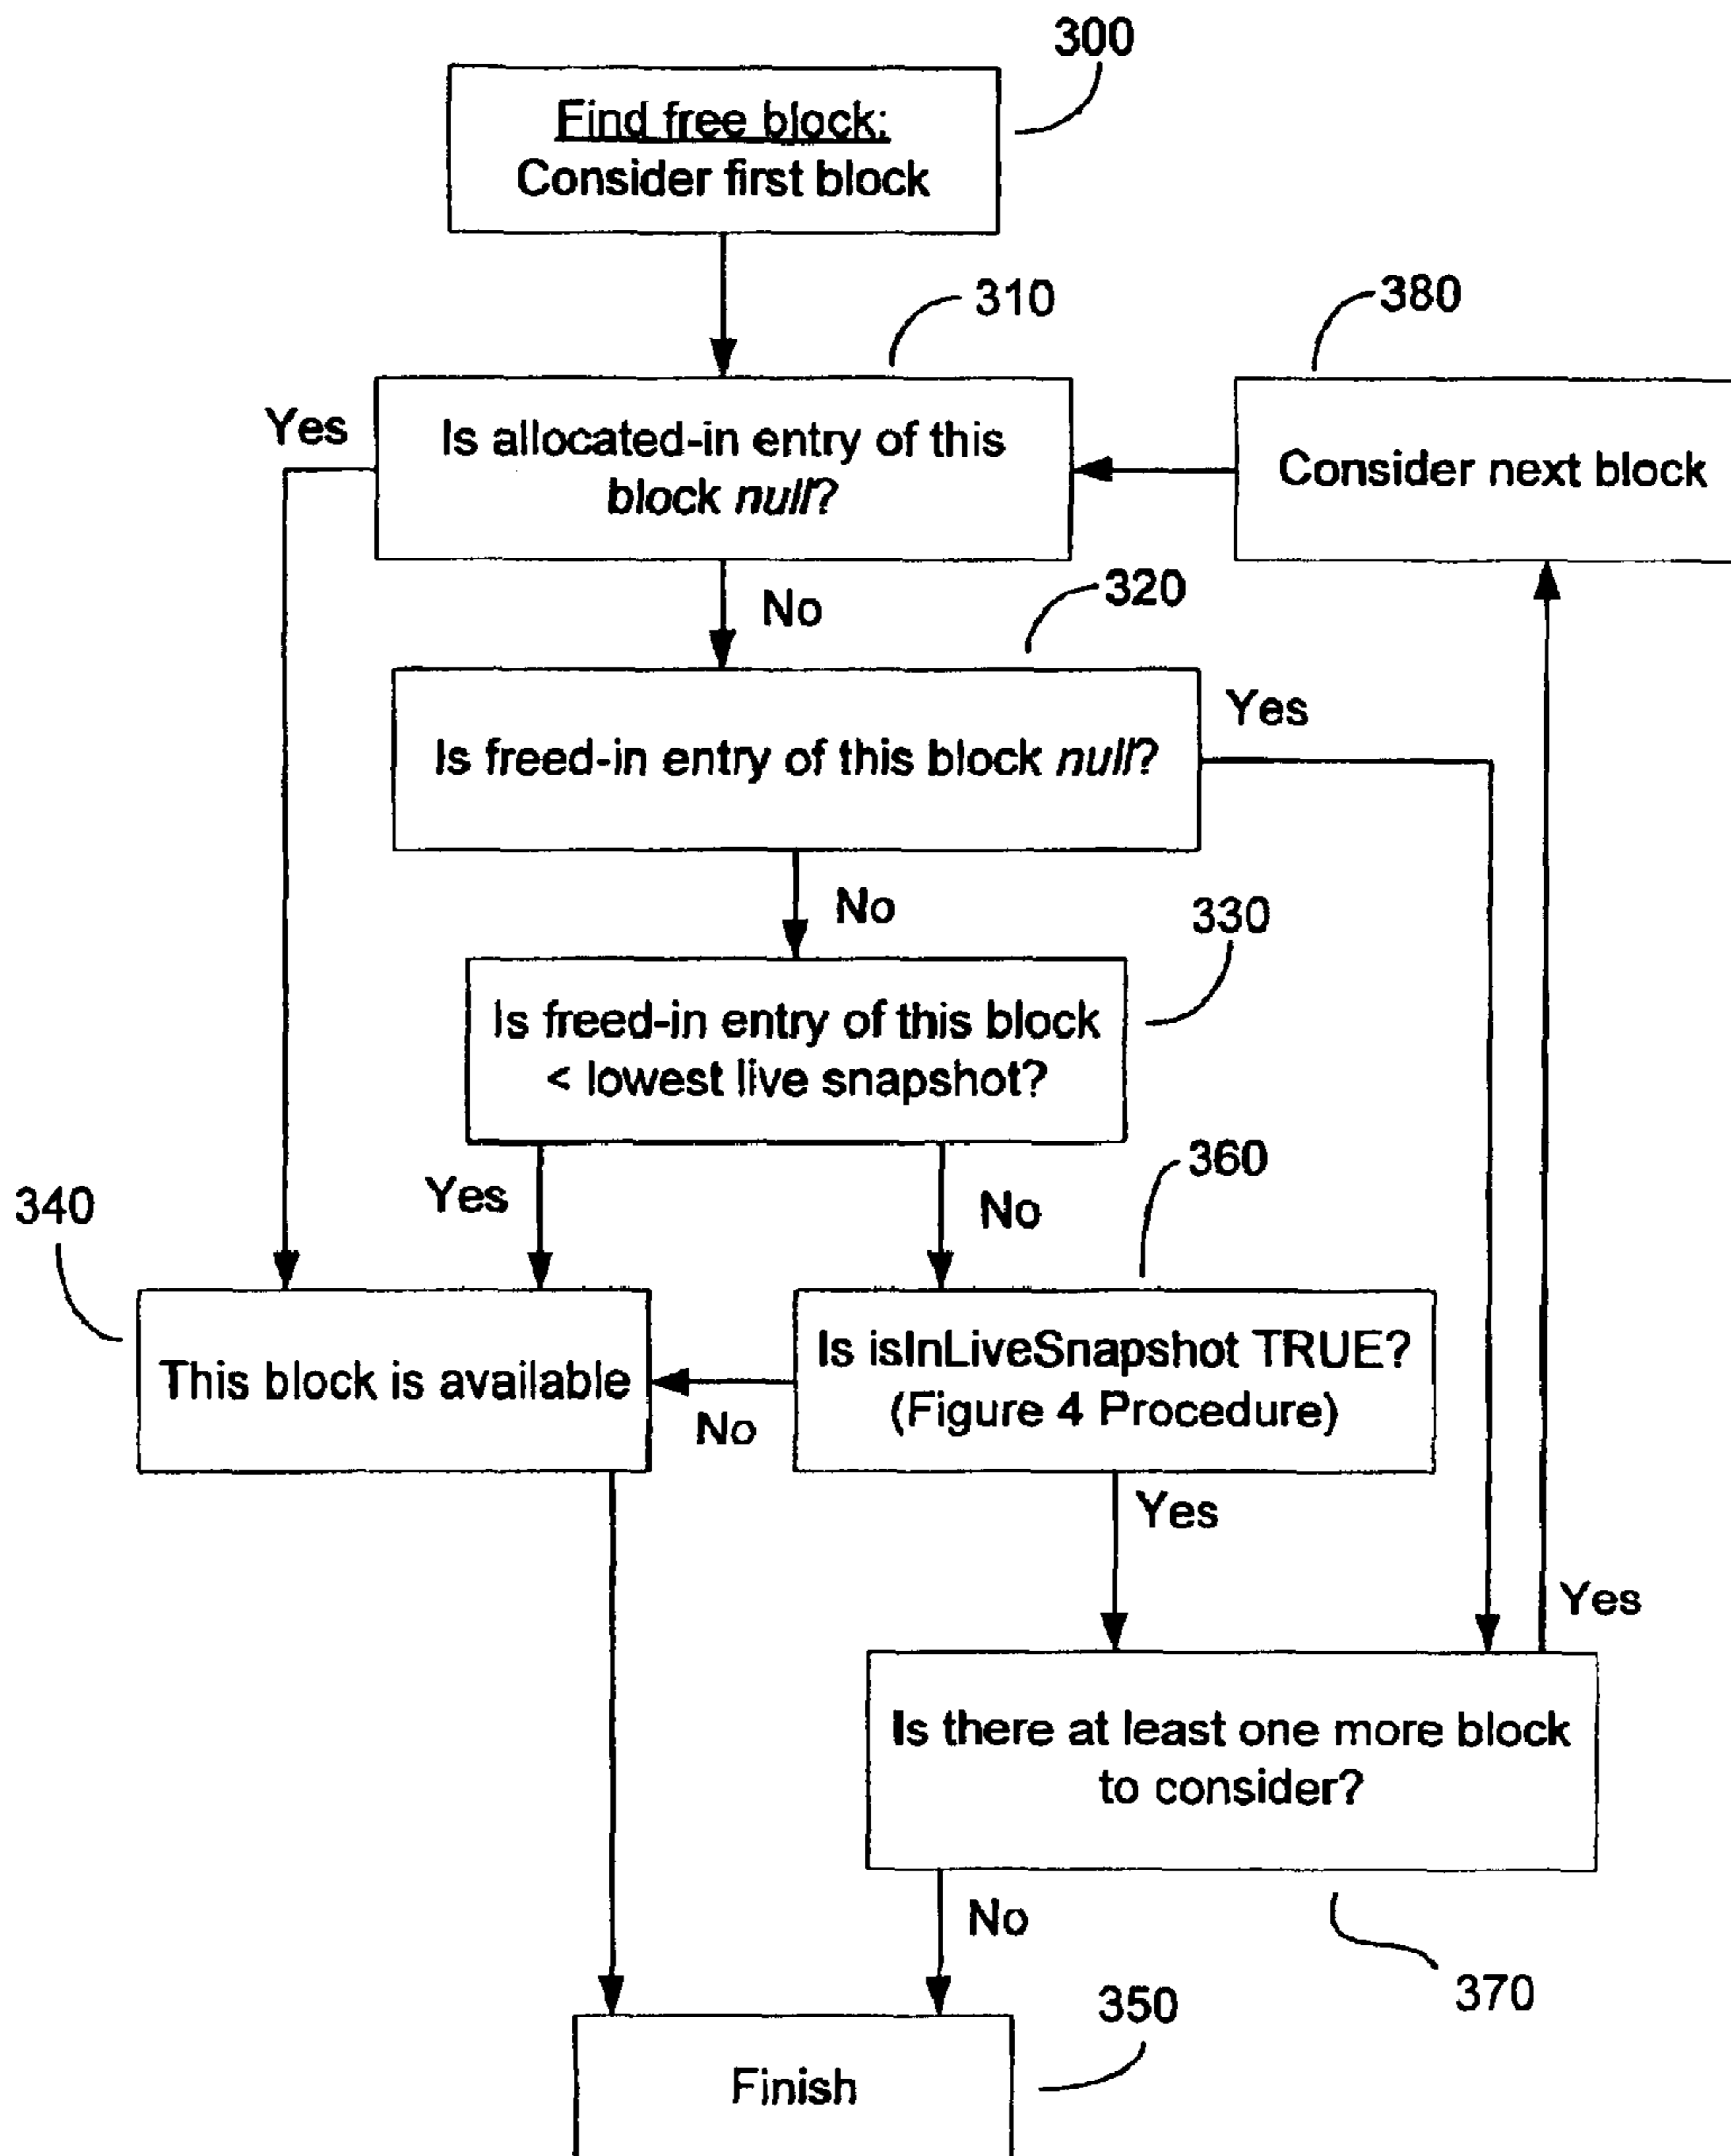 300
Find free block:
Consider first block
310
380
Yes
Is allocated-in entry of this
block null?
Consider next block
No
320
Yes
Is freed-in entry of this block null?
No
330
Is freed-in entry of this block
< lowest live snapshot?
360
Yes
No
340
This block is available
Is isInLiveSnapshot TRUE?
(Figure 4 Procedure)
No
Yes
Yes
Is there at least one more block
to consider?
No
370
350
Finish